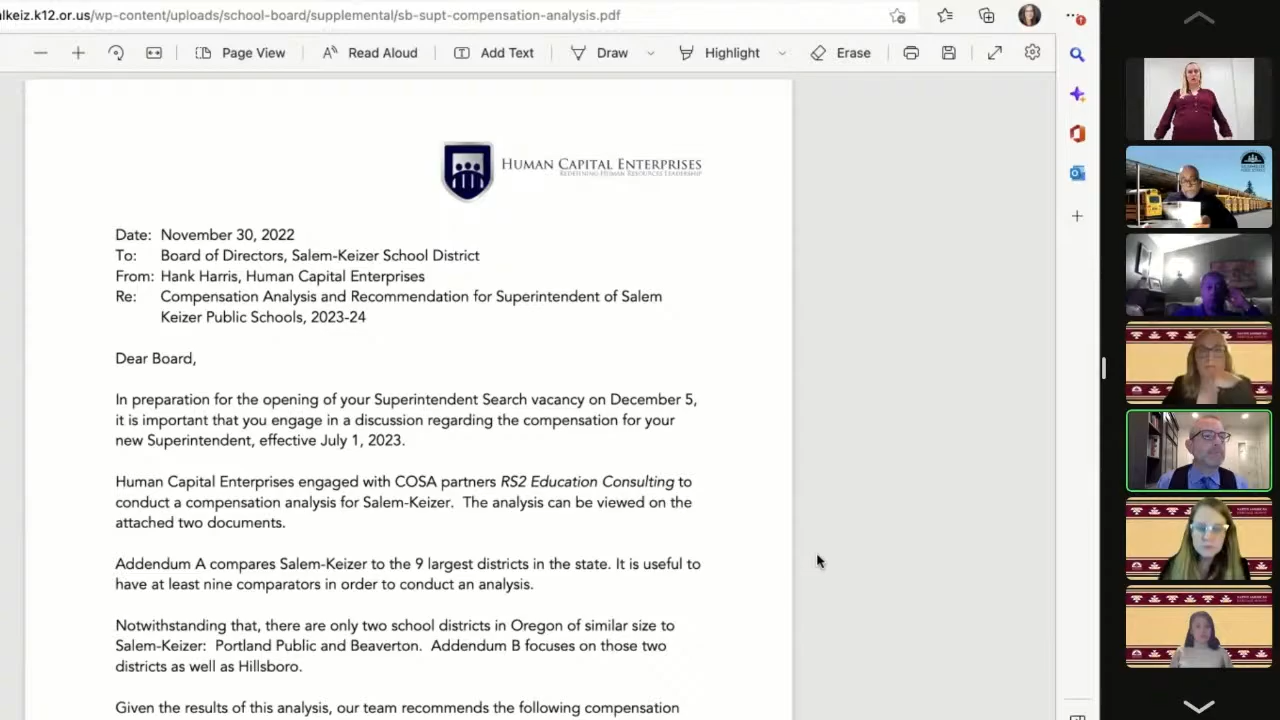 alkeiz.k12.or.us/wp-content/uploads/school-board/supplemental/sb-supt-compensation-analysis.pdf
Page View
Read Aloud
Add Text
Draw
Highlight
Erase
HUMAN CAPITAL ENTERPRISES
REDEFINING HUMAN RESOURCES LEADERSHIP
Date: November 30, 2022
To: Board of Directors, Salem-Keizer School District
From: Hank Harris, Human Capital Enterprises
Re: Compensation Analysis and Recommendation for Superintendent of Salem
Keizer Public Schools, 2023-24
Dear Board,
In preparation for the opening of your Superintendent Search vacancy on December 5,
it is important that you engage in a discussion regarding the compensation for your
new Superintendent, effective July 1, 2023.
Human Capital Enterprises engaged with COSA partners RS2 Education Consulting to
conduct a compensation analysis for Salem-Keizer. The analysis can be viewed on the
attached two documents.
Addendum A compares Salem-Keizer to the 9 largest districts in the state. It is useful to
have at least nine comparators in order to conduct an analysis.
Notwithstanding that, there are only two school districts in Oregon of similar size to
Salem-Keizer: Portland Public and Beaverton. Addendum B focuses on those two
districts as well as Hillsboro.
Given the results of this analysis, our team recommends the following compensation